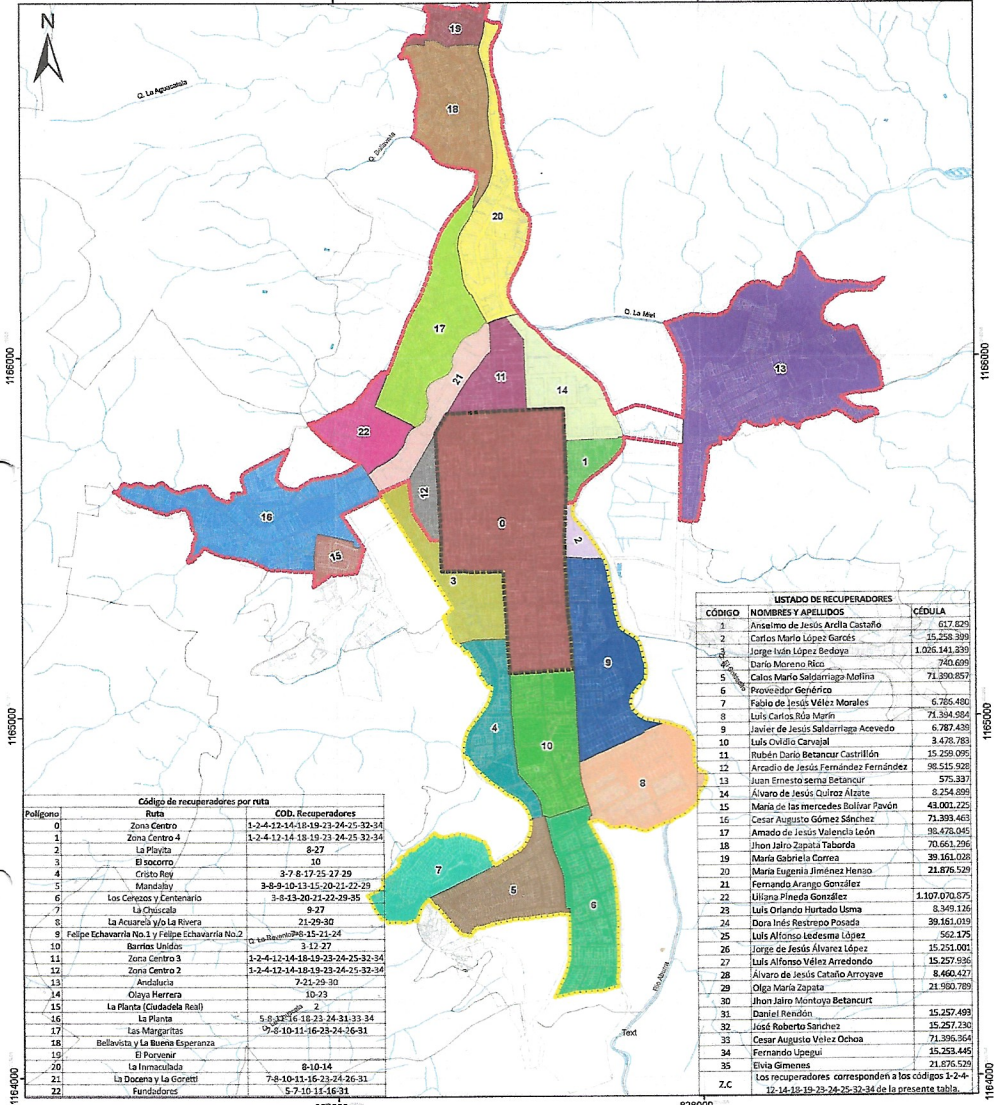 N
19
Q. La Aguacatala
18
20
Q. La Miel
1166000
1166000
17
13
21
11
14
22
1
12
16
0
2
15
3
9
LISTADO DE RECUPERADORES
CÓDIGO NOMBRES Y APELLIDOS CÉDULA
1 Anselmo de Jesús Arcila Castaño 617.829
2 Carlos Mario López Garcés 15.258.399
3 Jorge Iván López Bedoya 1.026.141.339
Darío Moreno Rico 740.699
5 Calos Mario Saldarriaga Molina 71.390.857
6 Proveedor Genérico
7 Fabio de Jesús Vélez Morales 6.786.480
8 Luis Carlos Rúa Marín 71.394.984
9 Javier de Jesús Saldarriaga Acevedo 6.787.439
10 Luis Ovidio Carvajal 3.478.783
11 Rubén Darío Betancur Castrillón 15.259.095
12 Arcadio de Jesús Fernández Fernández 98.515.928
13 Juan Ernesto serna Betancur 575.337
14 Álvaro de Jesús Quiroz Álzate 8.254.899
15 María de las mercedes Bolívar Pavón 43.001.225
16 Cesar Augusto Gómez Sánchez 71.393.463
17 Amado de Jesús Valencia León 98.478.045
18 Jhon Jairo Zapata Taborda 70.661.296
19 María Gabriela Correa 39.161.028
20 María Eugenia Jiménez Henao 21.876.529
21 Fernando Arango González
22 Liliana Pineda González 1.107.070.875
23 Luis Orlando Hurtado Usma 8.349.126
24 Dora Inés Restrepo Posada 39.161.019
25 Luis Alfonso Ledesma López 562.175
26 Jorge de Jesús Álvarez López 15.251.001
27 Luis Alfonso Vélez Arredondo 15.257.936
28 Álvaro de Jesús Cataño Arroyave 8.460.427
29 Olga María Zapata 21.980.789
30 Jhon Jairo Montoya Betancurt
31 Daniel Rendón 15.257.493
32 José Roberto Sanchez 15.257.230
33 Cesar Augusto Velez Ochoa 71.396.364
34 Fernando Upegui 15.253.445
35 Elvia Gimenes 21.876.529
Z.C Los recuperadores corresponden a los códigos 1-2-4-
12-14-18-19-23-24-25-32-34 de la presente tabla.
1165000
1165000
4
10
8
7
5
6
Código de recuperadores por ruta
Polígono Ruta COD. Recuperadores
0 Zona Centro 1-2-4-12-14-18-19-23-24-25-32-34
1 Zona Centro 4 1-2-4-12-14-18-19-23-24-25-32-34
2 La Playita 8-27
3 El socorro 10
4 Cristo Rey 3-7-8-17-25-27-29
5 Mandalay 3-8-9-10-13-15-20-21-22-29
6 Los Cerezos y Centenario 3-8-13-20-21-22-29-35
7 La Chuscala 9-27
8 La Acuarela y/o La Rivera 21-29-30
9 Felipe Echavarría No.1 y Felipe Echavarría No.2 7-8-15-21-24
10 Barrios Unidos 3-12-27
11 Zona Centro 3 1-2-4-12-14-18-19-23-24-25-32-34
12 Zona Centro 2 1-2-4-12-14-18-19-23-24-25-32-34
13 Andalucía 7-21-29-30
14 Olaya Herrera 10-23
15 La Planta (Ciudadela Real) 2
16 La Planta
17 Las Margaritas 7-8-10-11-16-23-24-26-31
18 Bellavista y La Buena Esperanza
19 El Porvenir
20 La Inmaculada 8-10-14
21 La Docena y La Goretti 7-8-10-11-16-23-24-26-31
22 Fundadores 5-7-10-11-16-31
Text
1164000
1164000
828000